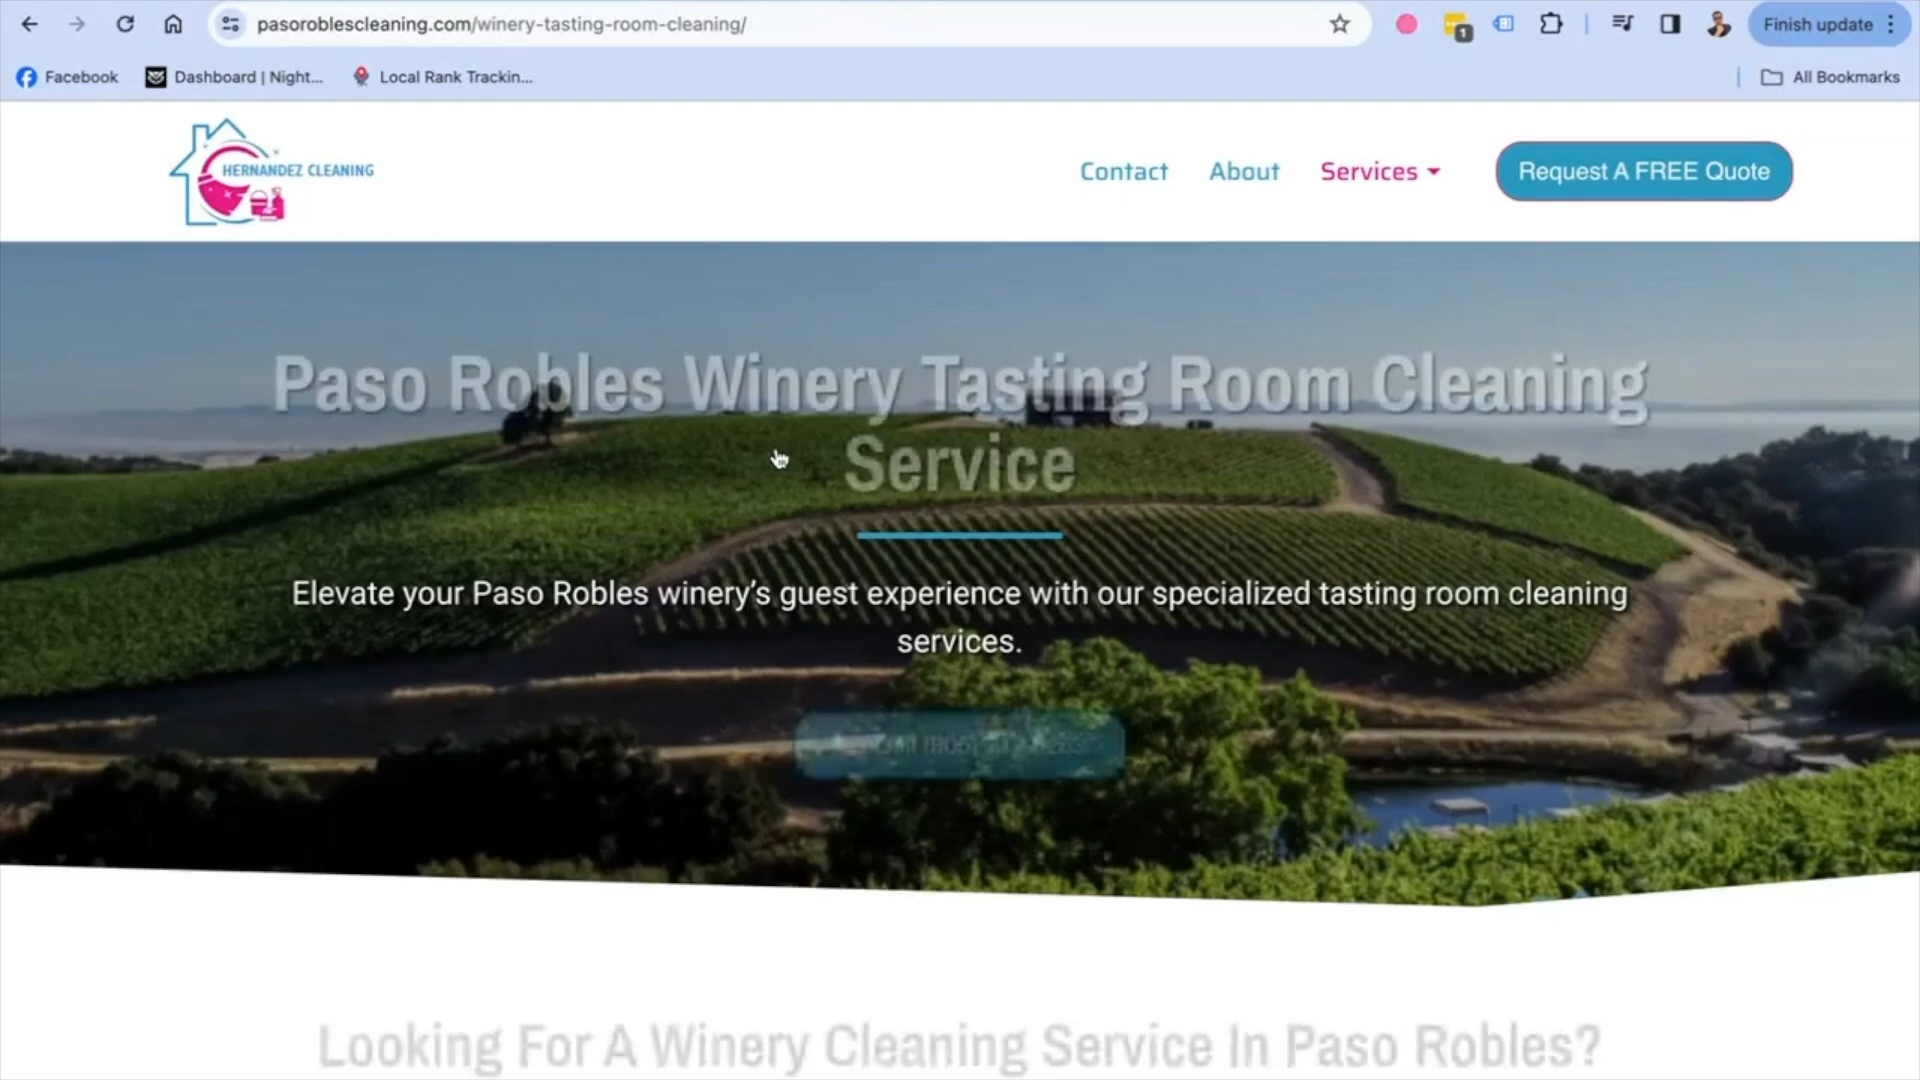 pasoroblescleaning.com/winery-tasting-room-cleaning/
1
Finish update
Facebook
Dashboard | Night...
Local Rank Trackin...
All Bookmarks
HERNANDEZ CLEANING
Contact
About
Services
Request A FREE Quote
Paso Robles Winery Tasting Room Cleaning
Service
Elevate your Paso Robles winery’s guest experience with our specialized tasting room cleaning
services.
Looking For A Winery Cleaning Service In Paso Robles?